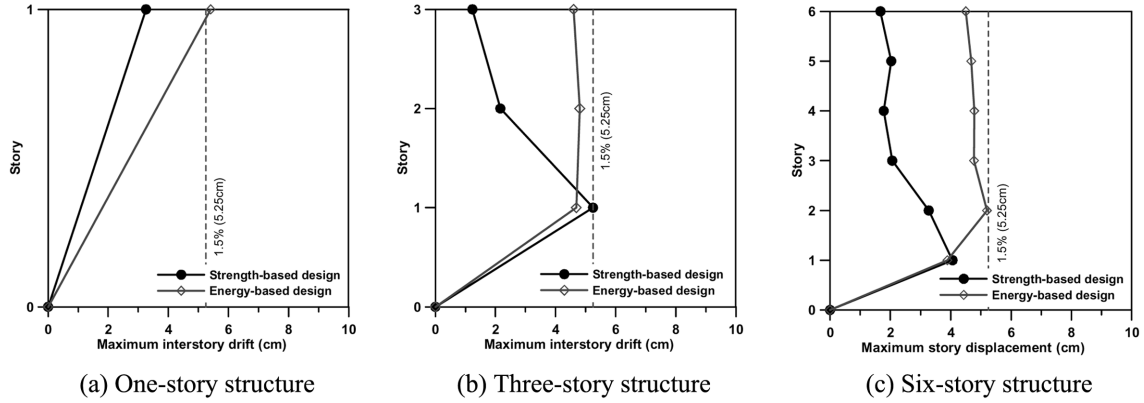 1
Story
1.5% (5.25cm)
Strength-based design
Energy-based design
0
0 2 4 6 8 10
Maximum interstory drift (cm)
(a) One-story structure
3
2
Story
1
1.5% (5.25cm)
Strength-based design
Energy-based design
0
0 2 4 6 8 10
Maximum interstory drift (cm)
(b) Three-story structure
6
5
4
Story
3
2
1
1.5% (5.25cm)
Strength-based design
Energy-based design
0
0 2 4 6 8 10
Maximum story displacement (cm)
(c) Six-story structure